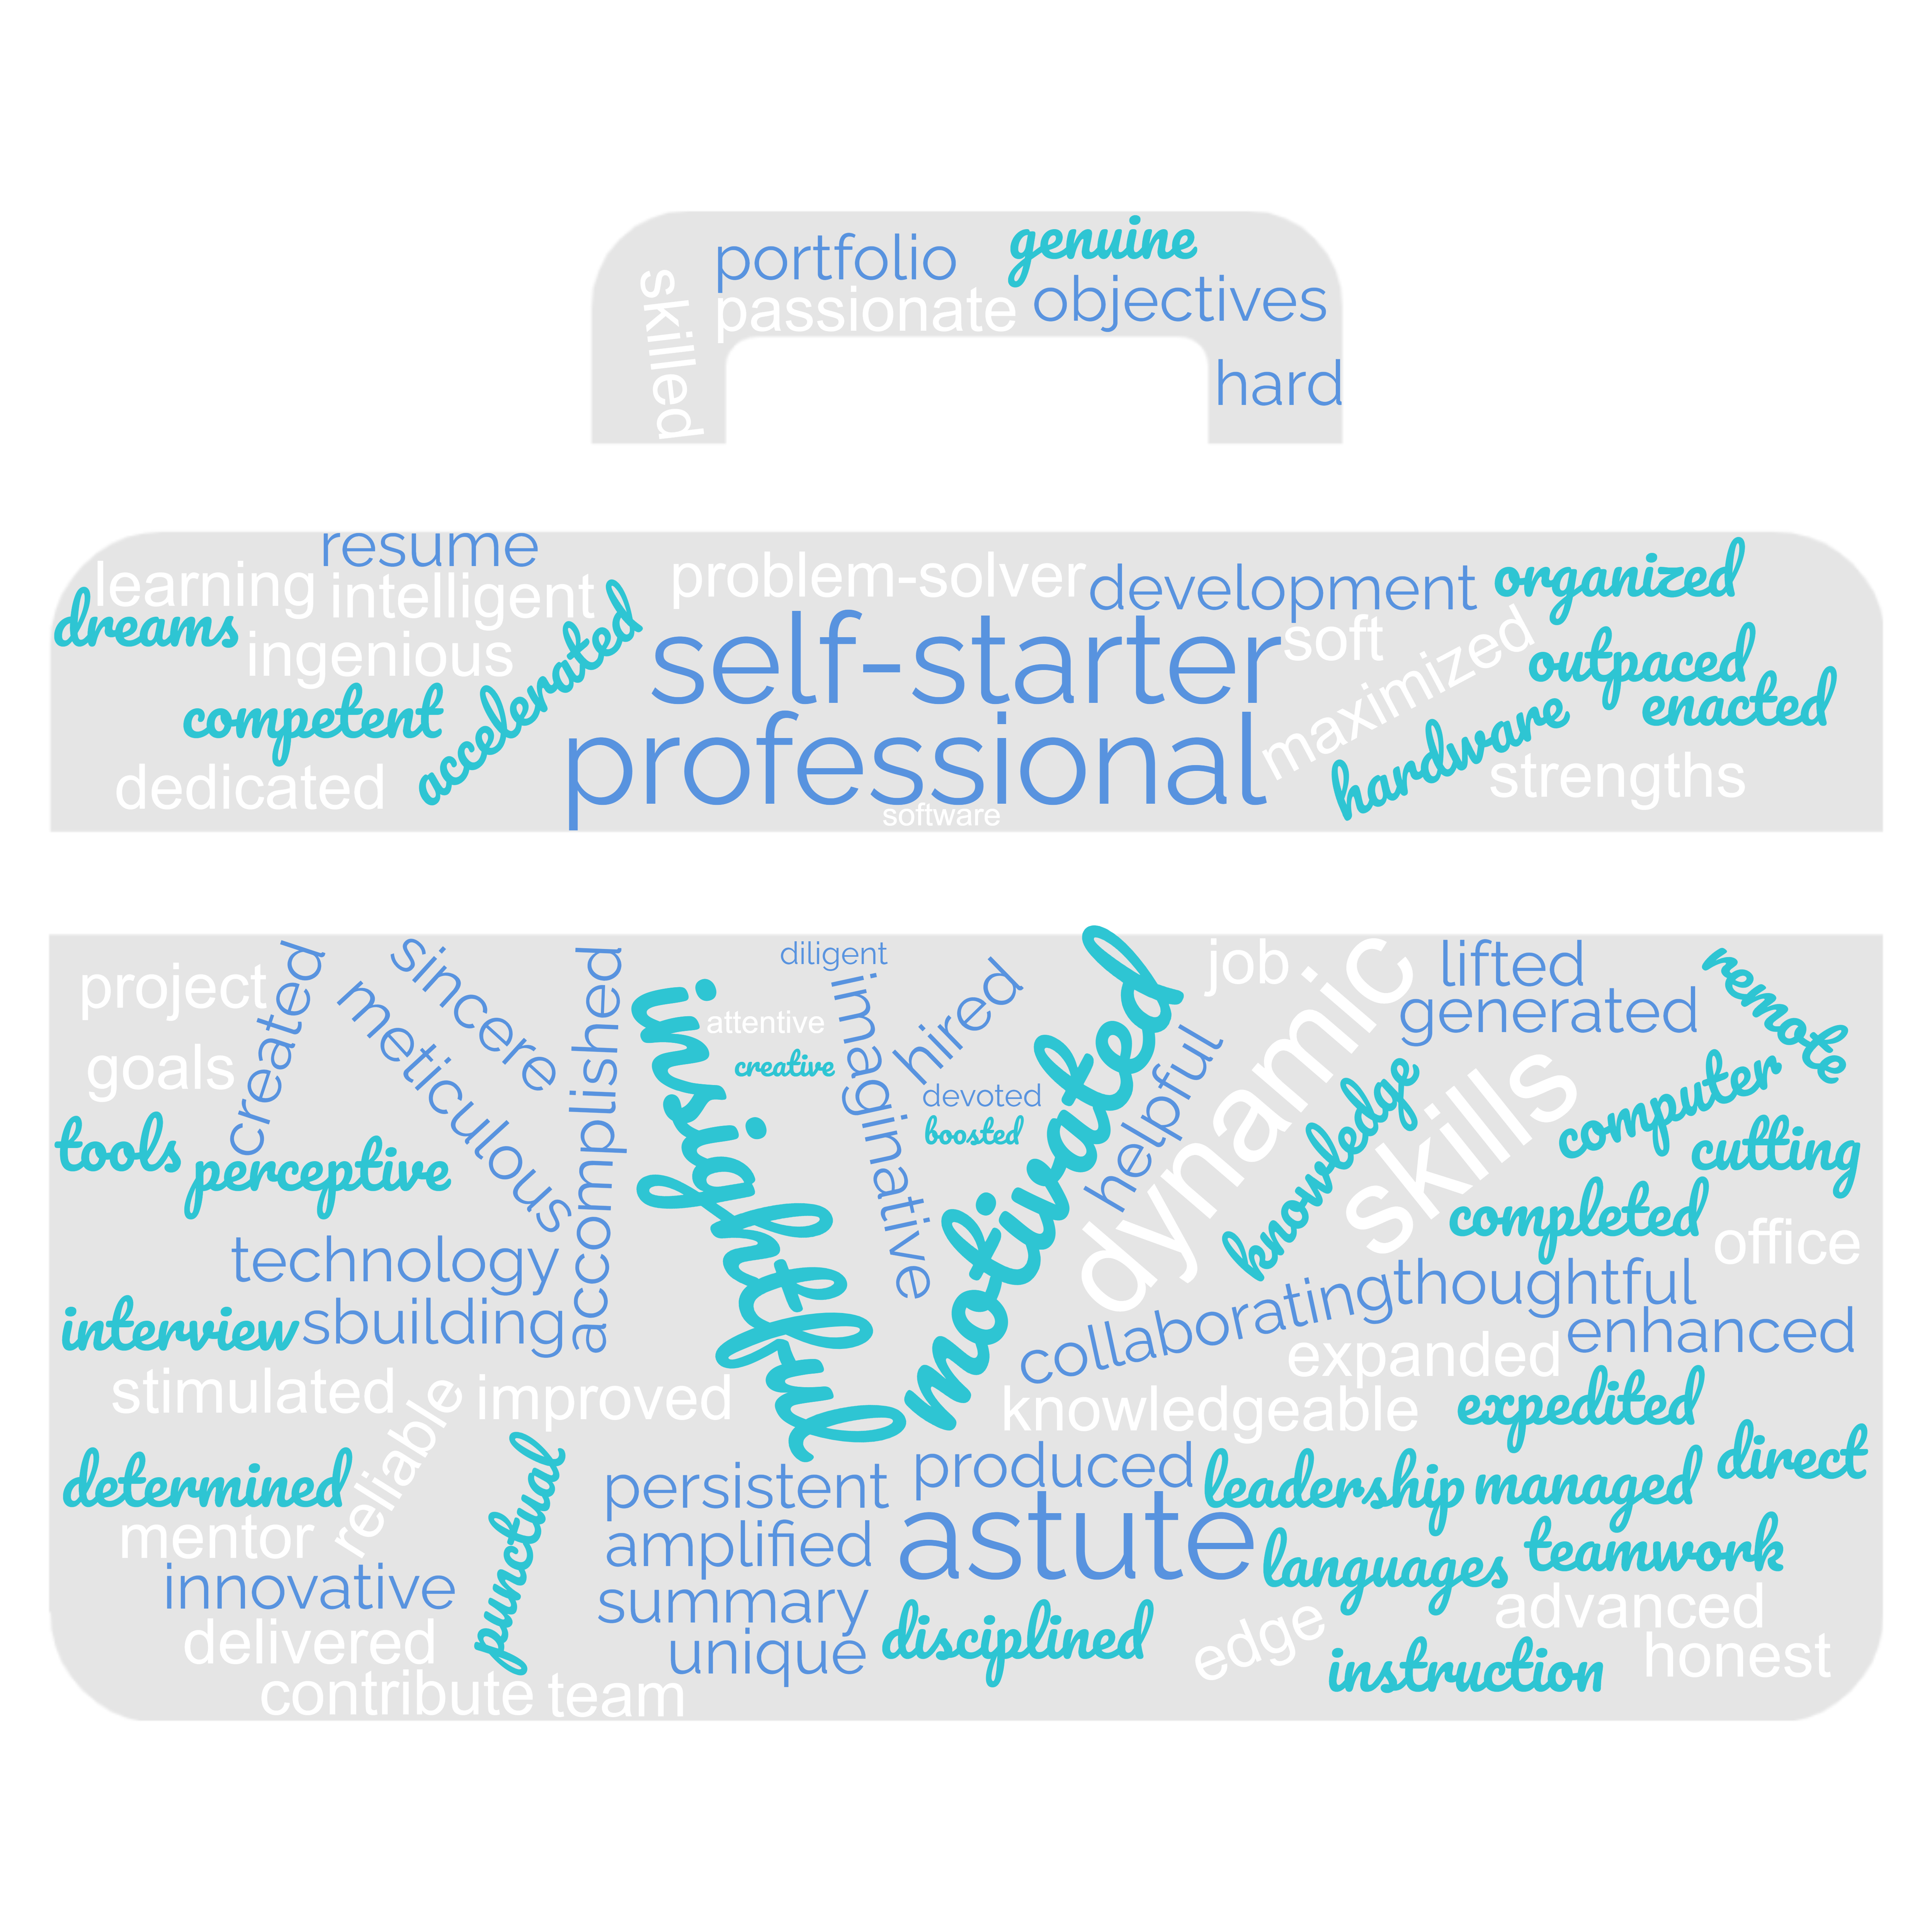 portfolio
genuine
skilled
passionate
objectives
hard
resume
learning
intelligent
problem-solver
development
organized
dreams
ingenious
accelerated
self-starter
soft
maximized
outpaced
competent
enacted
dedicated
professional
hardware
strengths
software
project
created
sincere
meticulous
accomplished
diligent
insightful
attentive
imaginative
hired
motivated
job
dynamic
lifted
generated
remote
goals
creative
devoted
boosted
helpful
knowledge
skills
computer
cutting
tools
perceptive
completed
office
technology
collaborating
thoughtful
interview
sbuilding
enhanced
expanded
stimulated
reliable
improved
knowledgeable
expedited
determined
punctual
persistent
produced
leadership
managed
direct
mentor
amplified
astute
languages
teamwork
innovative
summary
advanced
delivered
unique
disciplined
edge
instruction
honest
contribute
team